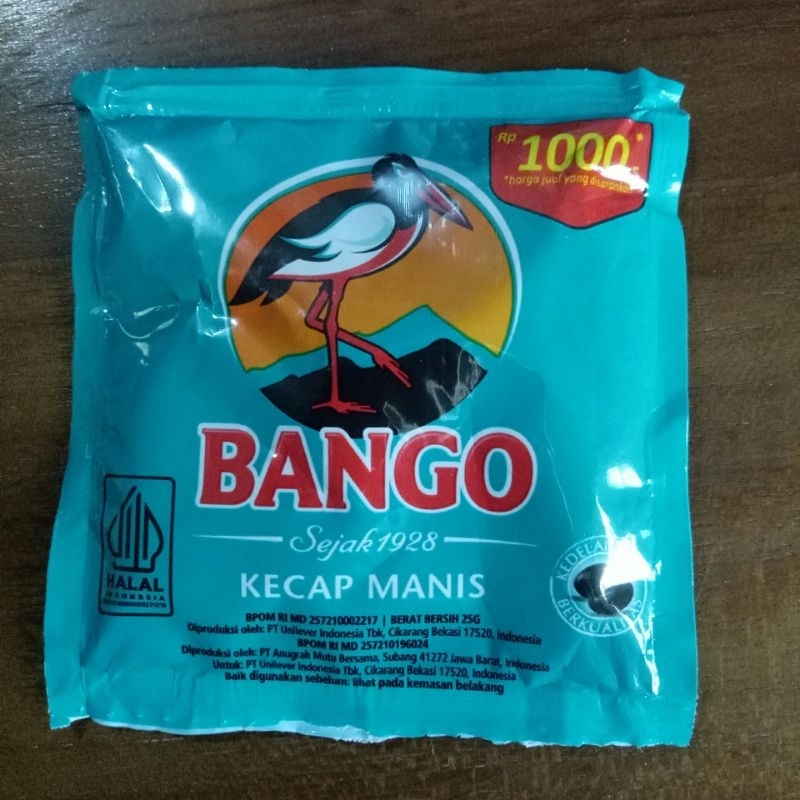 Rp 1000,-*
*harga jual yang disarankan
BANGO
Sejak 1928
KECAP MANIS
HALAL
INDONESIA
KEDELAI
BERKUALITAS
BPOM RI MD 257210002217 | BERAT BERSIH 25G
Diproduksi oleh: PT Unilever Indonesia Tbk, Cikarang Bekasi 17520, Indonesia
BPOM RI MD 257210196024
Diproduksi oleh: PT Anugrah Mutu Bersama, Subang 41272 Jawa Barat, Indonesia
Untuk: PT Unilever Indonesia Tbk, Cikarang Bekasi 17520, Indonesia
Baik digunakan sebelum: lihat pada kemasan belakang